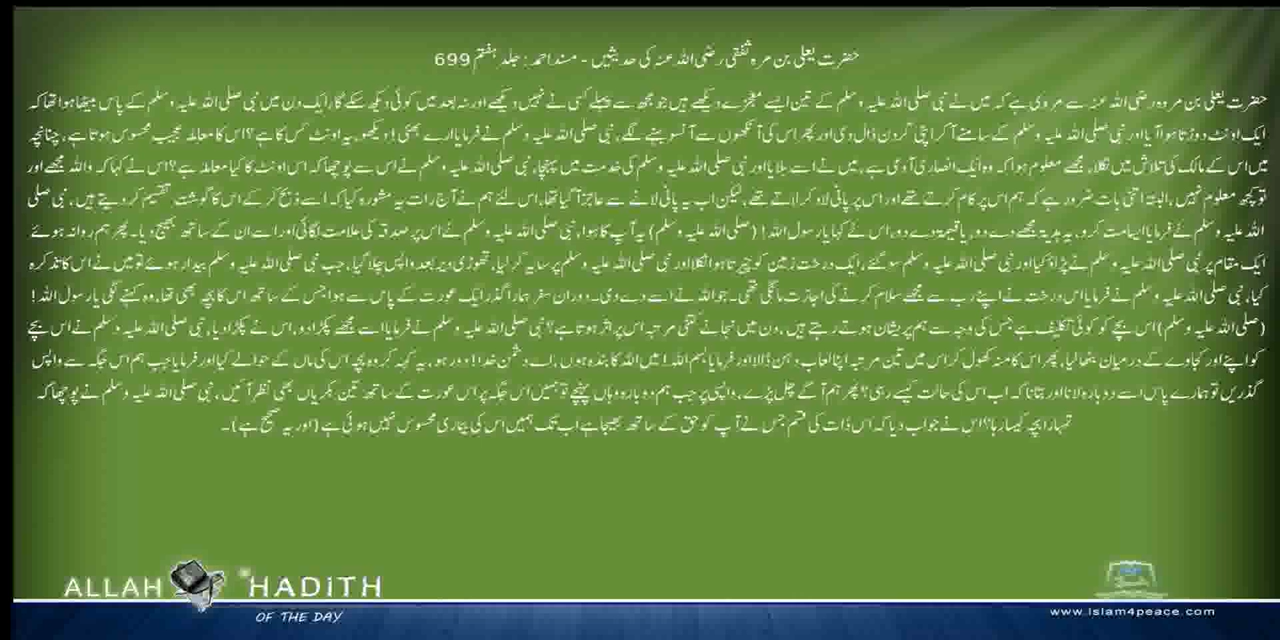 حضرت یعلی بن مرہ ثقفی رضی اللہ عنہ کی حدیثیں - مسند احمد : جلد ہفتم 699
حضرت یعلی بن مرہ رضی اللہ عنہ سے مروی ہے کہ میں نے نبی صلی اللہ علیہ وسلم کے تین ایسے معجزے دیکھے ہیں جو مجھ سے پہلے کسی نے نہیں دیکھے اور نہ بعد میں کوئی دیکھ سکے گا، ایک دن میں نبی صلی اللہ علیہ وسلم کے پاس بیٹھا ہوا تھا کہ
ایک اونٹ دوڑتا ہوا آیا اور نبی صلی اللہ علیہ وسلم کے سامنے آکر اپنی گردن ڈال دی اور پھر اس کی آنکھوں سے آنسو بہنے لگے، نبی صلی اللہ علیہ وسلم نے فرمایا ارے بھئی! دیکھو، یہ اونٹ کس کا ہے؟ اس کا معاملہ عجیب محسوس ہوتا ہے، چنانچہ
میں اس کے مالک کی تلاش میں نکلا، مجھے معلوم ہوا کہ وہ ایک انصاری آدمی ہے، میں نے اسے بلایا اور نبی صلی اللہ علیہ وسلم کی خدمت میں پہنچا، نبی صلی اللہ علیہ وسلم نے اس سے پوچھا کہ اس اونٹ کا کیا معاملہ ہے؟ اس نے کہا کہ واللہ مجھے اور
تو کچھ معلوم نہیں، البتہ اتنی بات ضرور ہے کہ ہم اس پر کام کرتے تھے اور اس پر پانی لاد کر لاتے تھے، لیکن اب یہ پانی لانے سے عاجز آگیا تھا، اس لئے ہم نے آج رات یہ مشورہ کیا کہ اسے ذبح کر کے اس کا گوشت تقسیم کر دیتے ہیں، نبی صلی
اللہ علیہ وسلم نے فرمایا ایسا مت کرو، یہ ہدیۃ مجھے دے دو، یا قیمۃ دے دو، اس نے کہا یا رسول اللہ! (صلی اللہ علیہ وسلم) یہ آپ کا ہوا، نبی صلی اللہ علیہ وسلم نے اس پر صدقہ کی علامت لگائی اور اسے ان کے ساتھ بھیج دیا۔ پھر ہم روانہ ہوئے
ایک مقام پر نبی صلی اللہ علیہ وسلم نے پڑاؤ کیا اور نبی صلی اللہ علیہ وسلم سو گئے، ایک درخت زمین کو چیرتا ہوا نکلا اور نبی صلی اللہ علیہ وسلم پر سایہ کر لیا، تھوڑی دیر بعد واپس چلا گیا، جب نبی صلی اللہ علیہ وسلم بیدار ہوئے تو میں نے اس کا تذکرہ
کیا، نبی صلی اللہ علیہ وسلم نے فرمایا اس درخت نے اپنے رب سے مجھے سلام کرنے کی اجازت مانگی تھی۔ جو اللہ نے اسے دے دی۔ دوران سفر ہمارا گذر ایک عورت کے پاس سے ہوا جس کے ساتھ اس کا بچہ بھی تھا، وہ کہنے لگی یا رسول اللہ!
(صلی اللہ علیہ وسلم) اس بچے کو کوئی تکلیف ہے جس کی وجہ سے ہم پریشان ہوتے رہتے ہیں، دن میں نجانے کتنی مرتبہ اس پر اثر ہوتا ہے؟ نبی صلی اللہ علیہ وسلم نے فرمایا اسے مجھے پکڑا دو، اس نے پکڑا دیا، نبی صلی اللہ علیہ وسلم نے اس بچے
کو اپنے اور کجاوے کے درمیان بٹھا لیا، پھر اس کا منہ کھول کر اس میں تین مرتبہ اپنا لعاب دہن ڈالا اور فرمایا بسم اللہ! میں اللہ کا بندہ ہوں، اے دشمن خدا! دور ہو، یہ کہہ کر وہ بچہ اس کی ماں کے حوالے کیا اور فرمایا جب ہم اس جگہ سے واپس
گذریں تو ہمارے پاس اسے دوبارہ لانا اور بتانا کہ اب اس کی حالت کیسے رہی؟ پھر ہم آگے چل پڑے، واپسی پر جب ہم دوبارہ وہاں پہنچے تو ہمیں اس جگہ پر اس عورت کے ساتھ تین بکریاں بھی نظر آئیں، نبی صلی اللہ علیہ وسلم نے پوچھا کہ
تمہارا بچہ کیسا رہا؟ اس نے جواب دیا کہ اس ذات کی قسم جس نے آپ کو حق کے ساتھ بھیجا ہے اب تک ہمیں اس کی بیماری محسوس نہیں ہوئی ہے (اور یہ صحیح ہے)۔
ALLAH HADITH
OF THE DAY
www.islam4peace.com